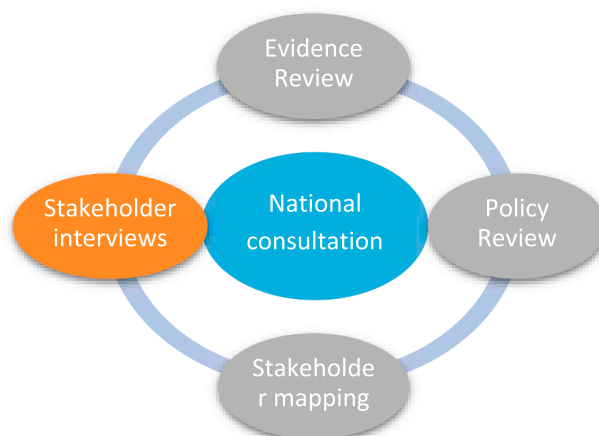 Evidence
Review
Stakeholder
interviews
National
consultation
Policy
Review
Stakeholde
r mapping